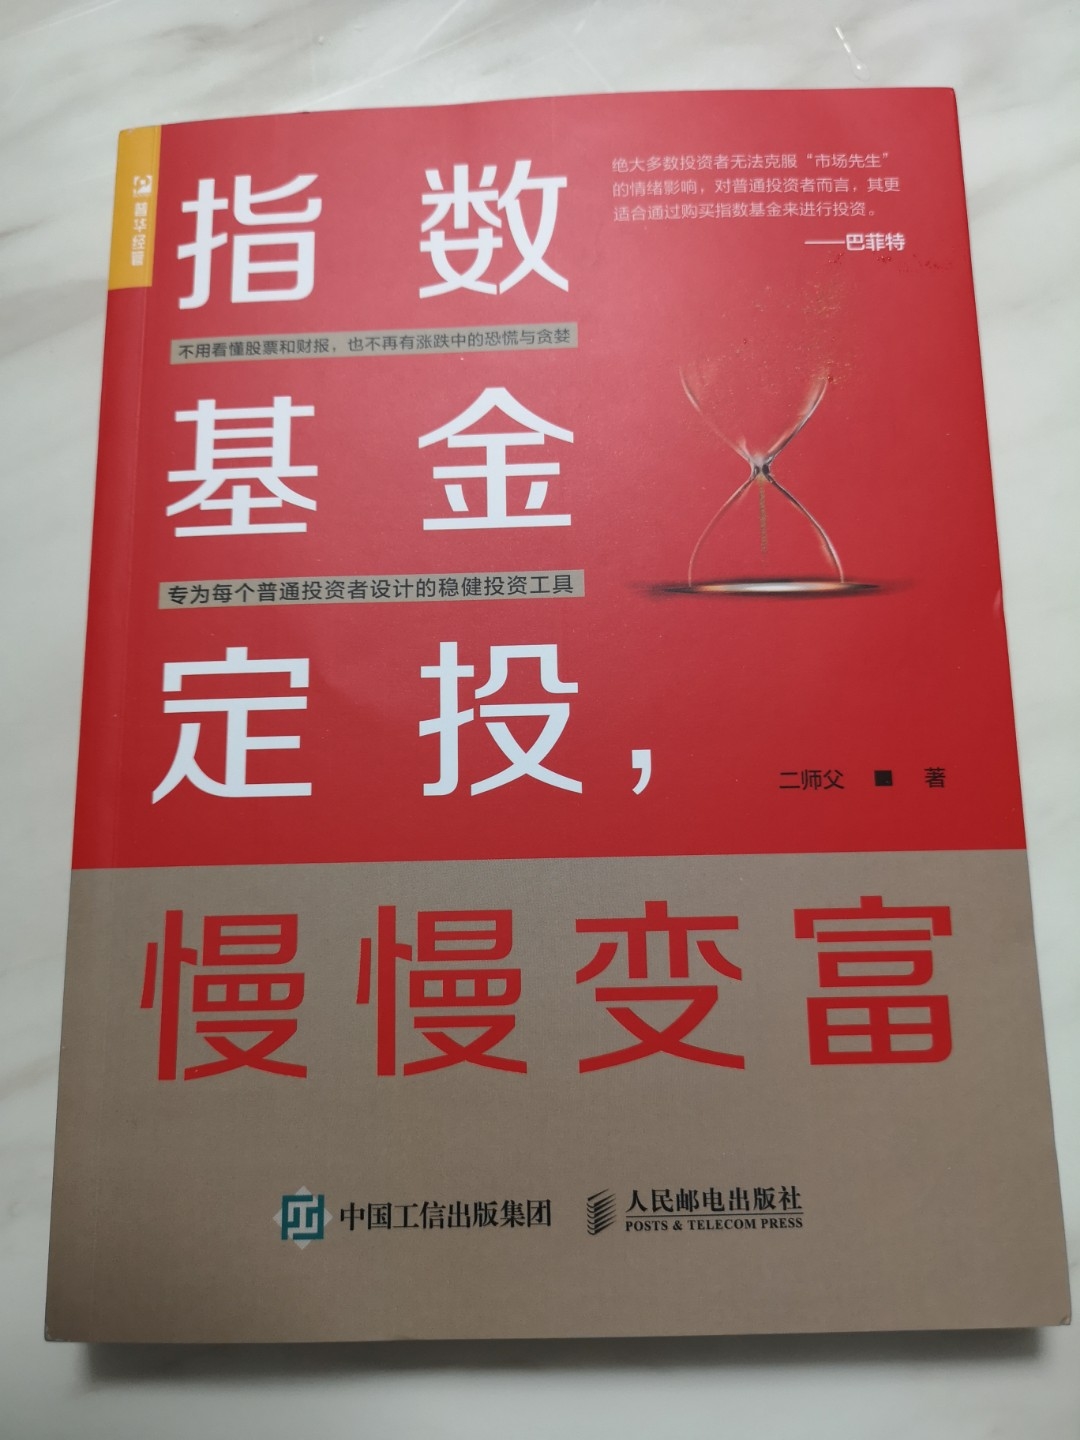 普华经管
指数
绝大多数投资者无法克服“市场先生”
的情绪影响，对普通投资者而言，其更
适合通过购买指数基金来进行投资。
——巴菲特
不用看懂股票和财报，也不再有涨跌中的恐慌与贪婪
基金
专为每个普通投资者设计的稳健投资工具
定投，
二师父 ■ 著
慢慢变富
中国工信出版集团
人民邮电出版社
POSTS & TELECOM PRESS